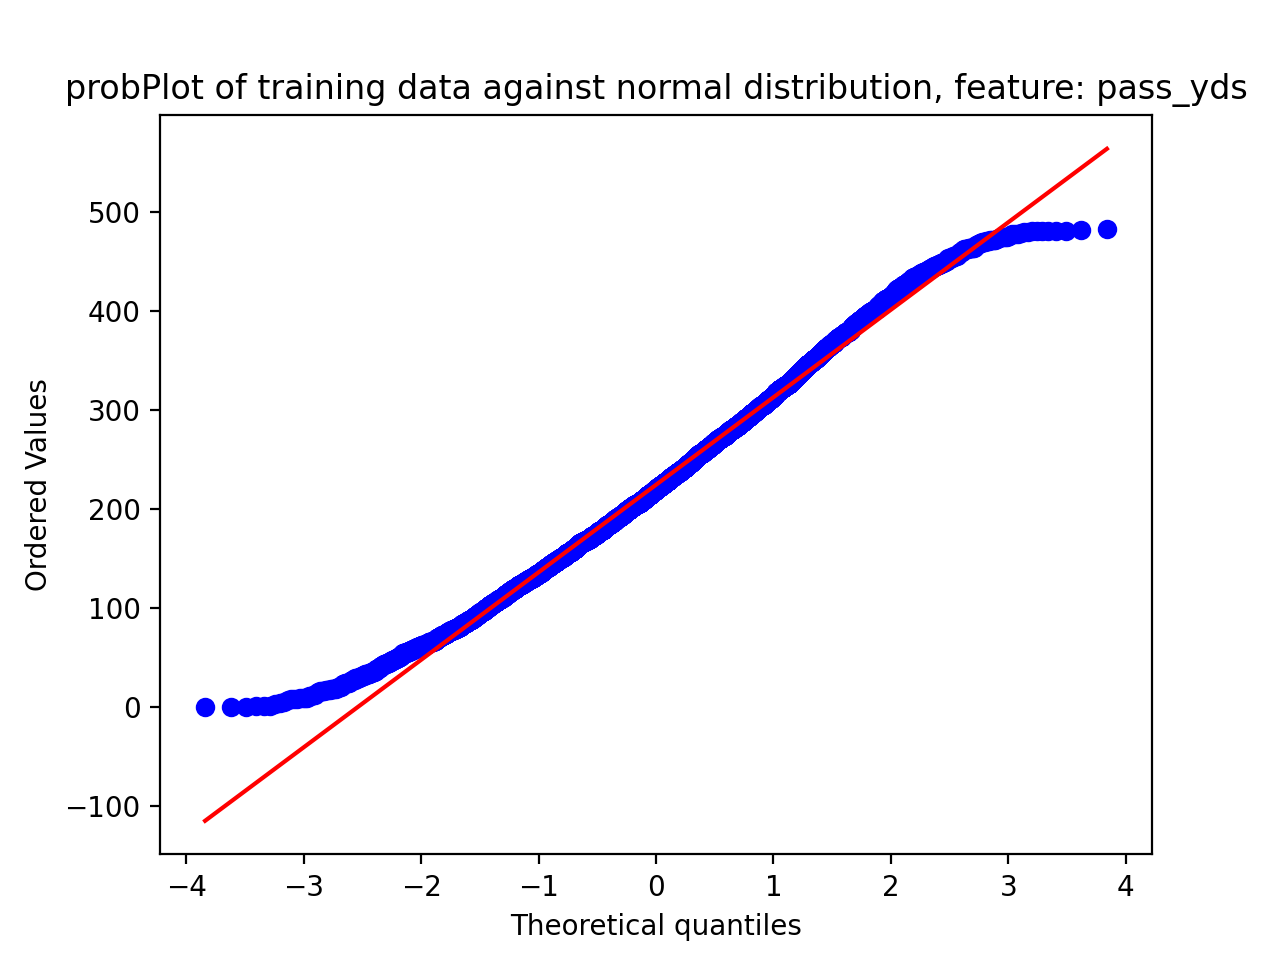 probPlot of training data against normal distribution, feature: pass_yds
500
400
300
200
100
0
−100
Ordered Values
−4 −3 −2 −1 0 1 2 3 4
Theoretical quantiles